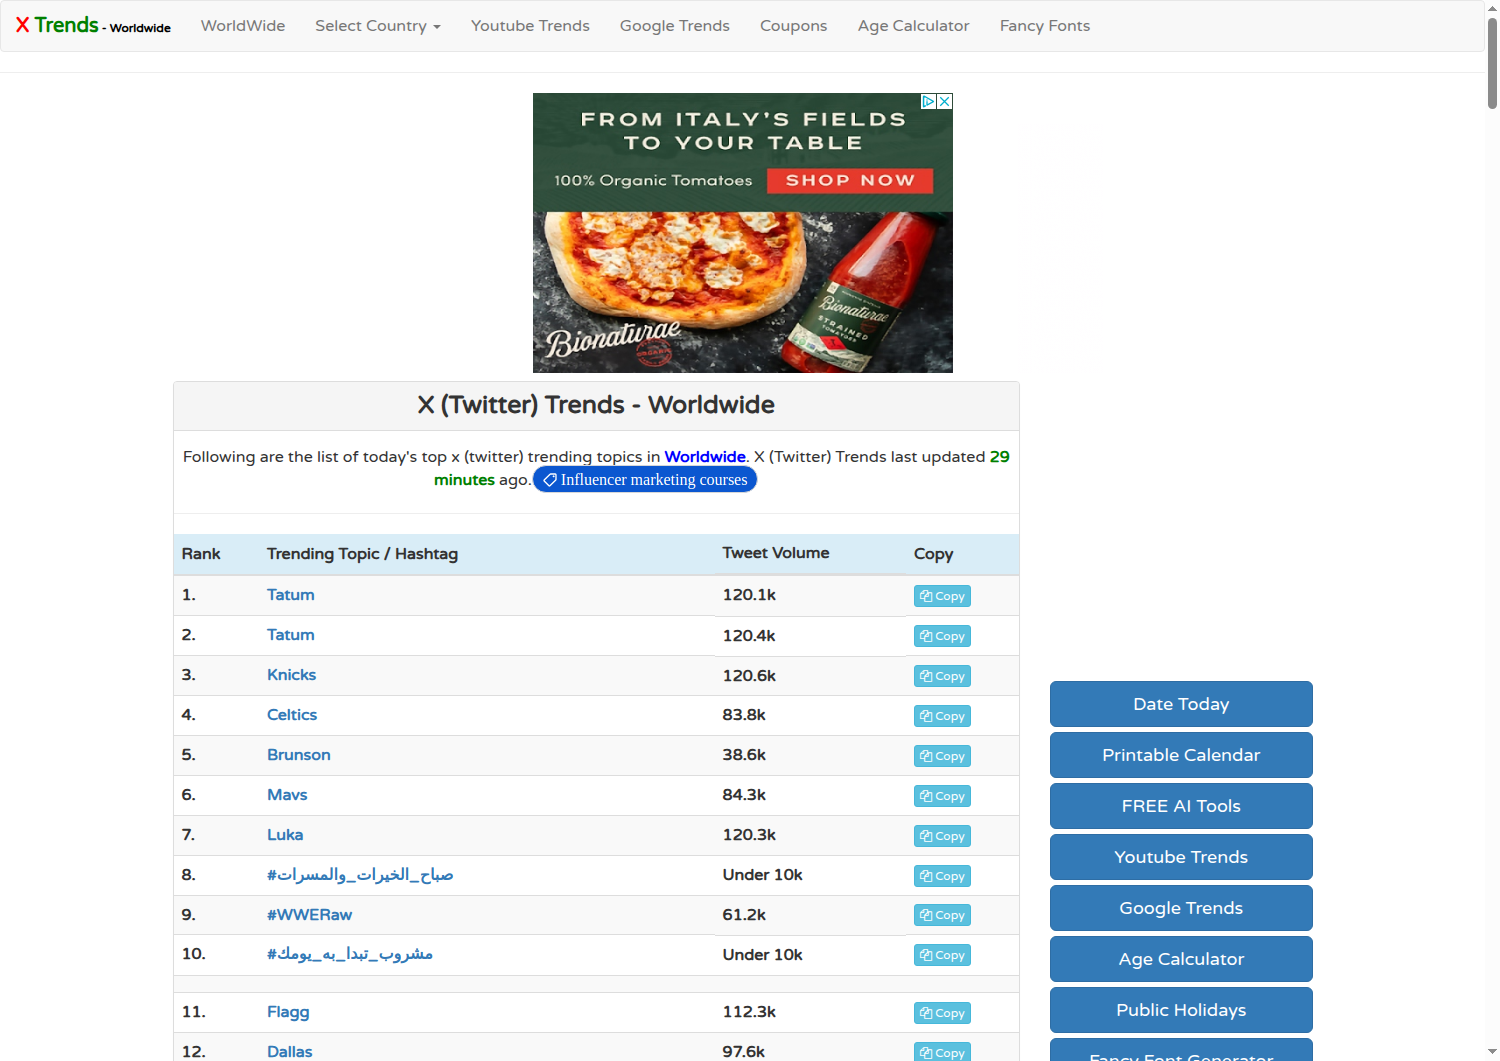 X Trends - Worldwide WorldWide Select Country Youtube Trends Google Trends Coupons Age Calculator Fancy Fonts
FROM ITALY'S FIELDS
TO YOUR TABLE
100% Organic Tomatoes SHOP NOW
Bionaturae
STRAINED
TOMATOES
Bionaturae
ORGANIC
X (Twitter) Trends - Worldwide
Following are the list of today's top x (twitter) trending topics in Worldwide. X (Twitter) Trends last updated 29
minutes ago. Influencer marketing courses
Rank Trending Topic / Hashtag Tweet Volume Copy
1. Tatum 120.1k Copy
2. Tatum 120.4k Copy
3. Knicks 120.6k Copy
4. Celtics 83.8k Copy
5. Brunson 38.6k Copy
6. Mavs 84.3k Copy
7. Luka 120.3k Copy
8. #صباح_الخيرات_والمسرات Under 10k Copy
9. #WWERaw 61.2k Copy
10. #مشروب_تبدا_به_يومك Under 10k Copy
11. Flagg 112.3k Copy
12. Dallas 97.6k Copy
Date Today
Printable Calendar
FREE AI Tools
Youtube Trends
Google Trends
Age Calculator
Public Holidays
Fancy Font Generator